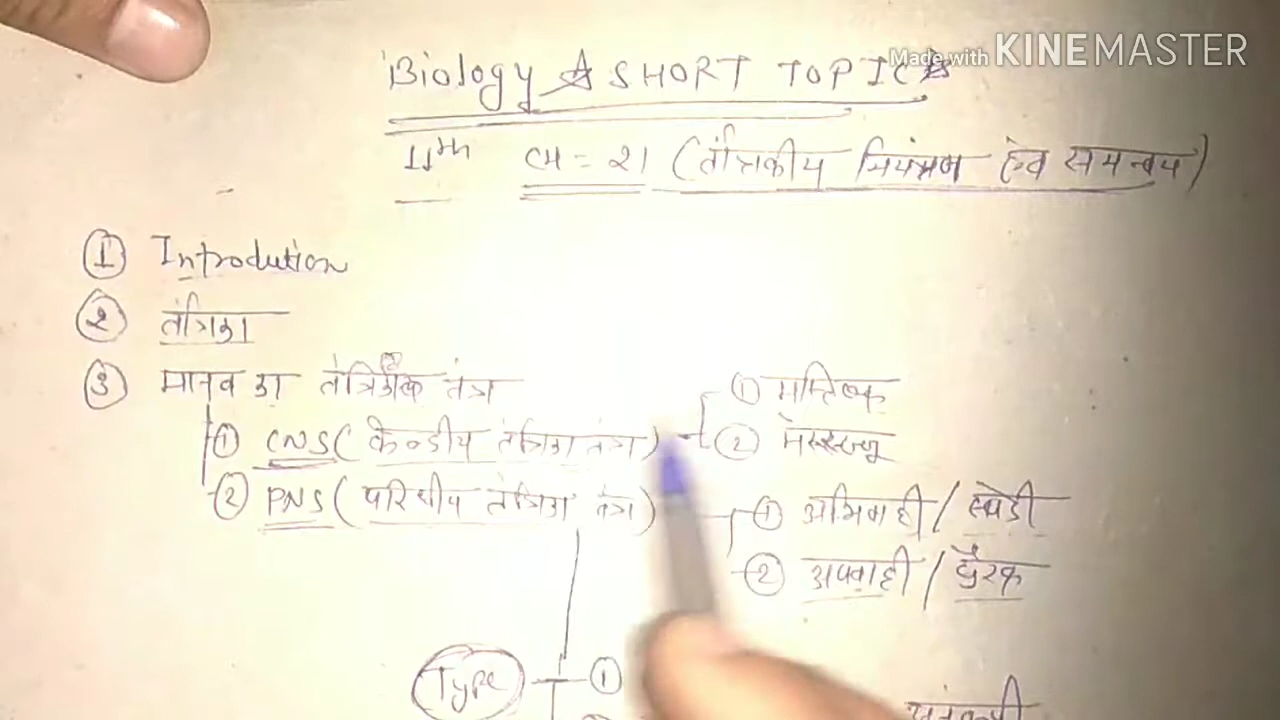 Made with KINEMASTER
Biology ☆ SHORT TOPIC ☆
11th CH = 21 (तंत्रिकीय नियंत्रण एवं समन्वय)
① Introdution
② तंत्रिका
③ मानव का तंत्रिका तंत्र
① CNS (केन्द्रीय तंत्रिका तंत्र)
① मस्तिष्क
② मेरुरज्जू
② PNS (परिधीय तंत्रिका तंत्र)
① अभिवाही /
② अपवाही / प्रेरक
Type ①